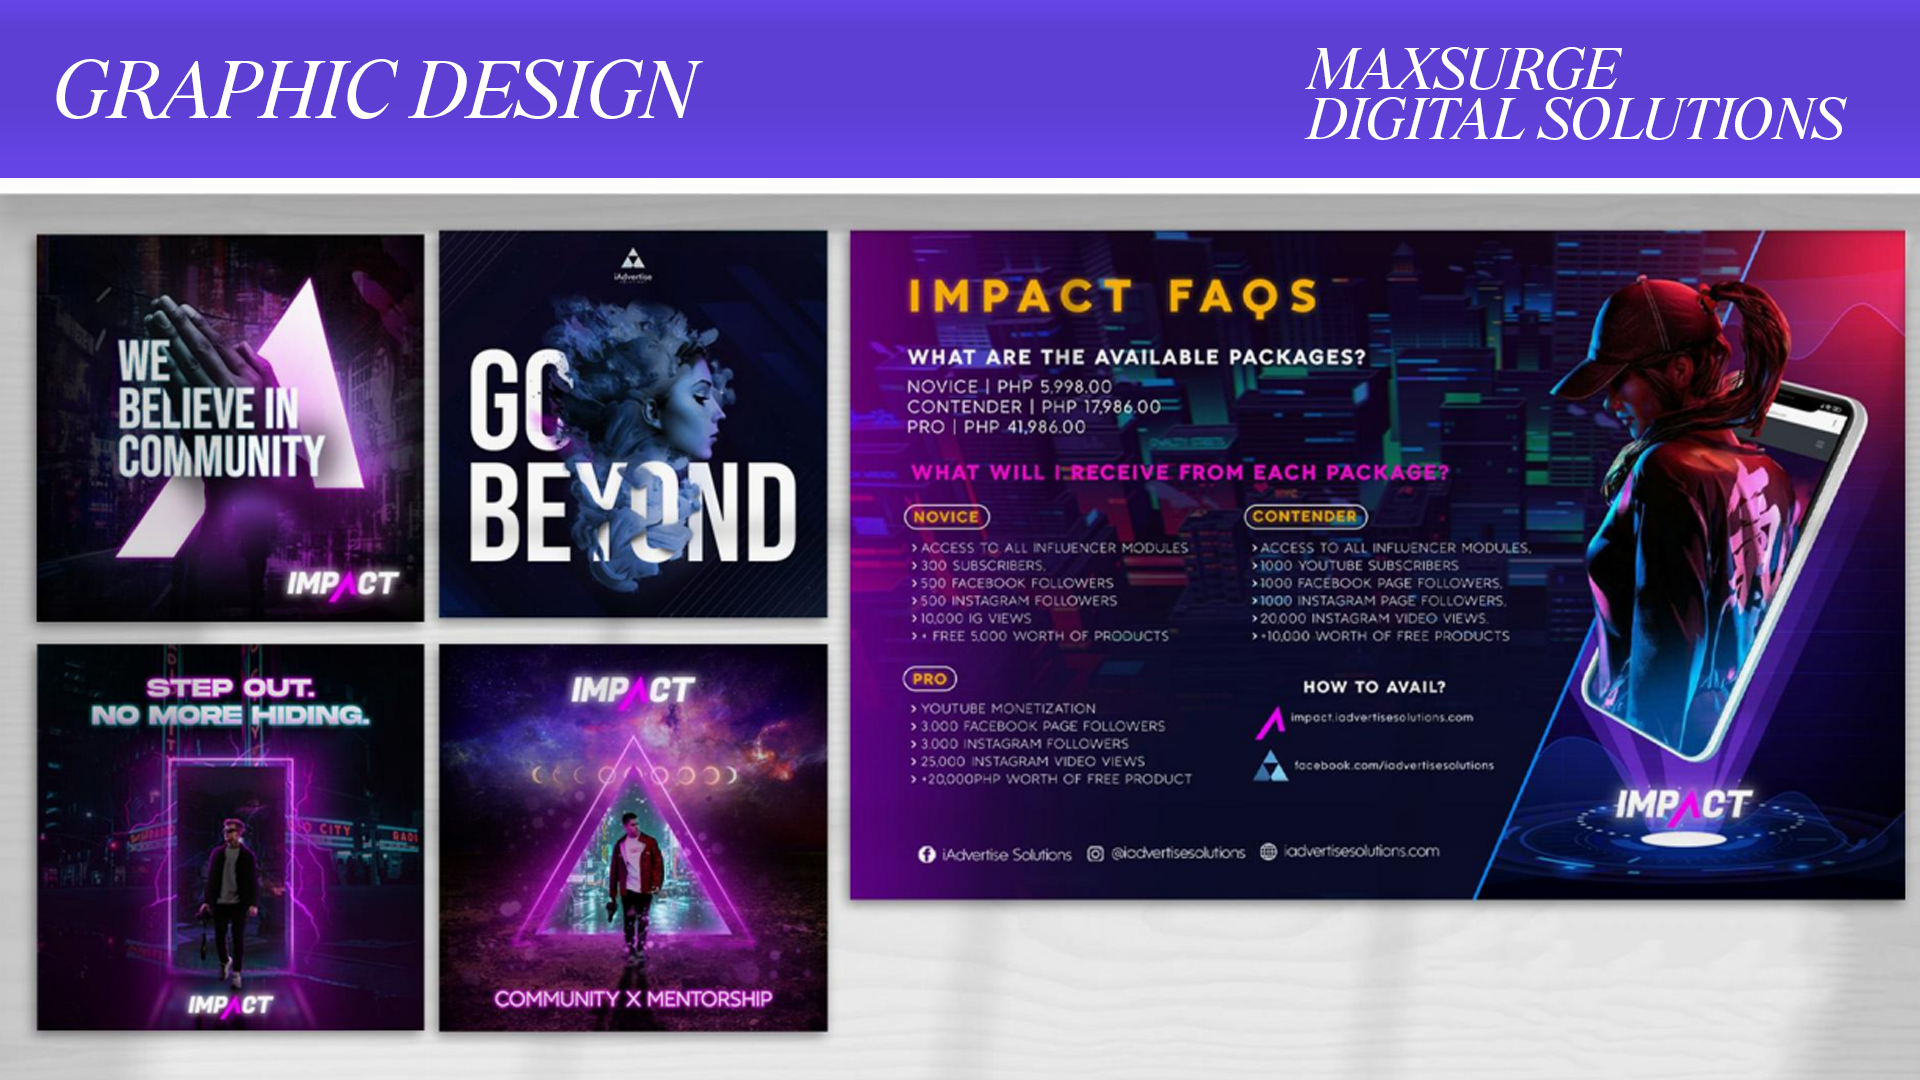 GRAPHIC DESIGN
MAXSURGE
DIGITAL SOLUTIONS
WE
BELIEVE IN
COMMUNITY
IMPACT
iAdvertise
GO
BEYOND
STEP OUT.
NO MORE HIDING.
CITY
IMPACT
IMPACT
COMMUNITY X MENTORSHIP
IMPACT FAQS
WHAT ARE THE AVAILABLE PACKAGES?
NOVICE | PHP 5,998.00
CONTENDER | PHP 17,986.00
PRO | PHP 41,986.00
WHAT WILL I RECEIVE FROM EACH PACKAGE?
NOVICE
> ACCESS TO ALL INFLUENCER MODULES
> 300 SUBSCRIBERS,
> 500 FACEBOOK FOLLOWERS
> 500 INSTAGRAM FOLLOWERS
> 10,000 IG VIEWS
> + FREE 5,000 WORTH OF PRODUCTS
CONTENDER
> ACCESS TO ALL INFLUENCER MODULES,
> 1000 YOUTUBE SUBSCRIBERS
> 1000 FACEBOOK PAGE FOLLOWERS,
> 1000 INSTAGRAM PAGE FOLLOWERS,
> 20,000 INSTAGRAM VIDEO VIEWS.
> +10,000 WORTH OF FREE PRODUCTS
PRO
> YOUTUBE MONETIZATION
> 3,000 FACEBOOK PAGE FOLLOWERS
> 3,000 INSTAGRAM FOLLOWERS
> 25,000 INSTAGRAM VIDEO VIEWS
> +20,000PHP WORTH OF FREE PRODUCT
HOW TO AVAIL?
impact.iadvertisesolutions.com
facebook.com/iadvertisesolutions
iAdvertise Solutions @iadvertisesolutions iadvertisesolutions.com
IMPACT